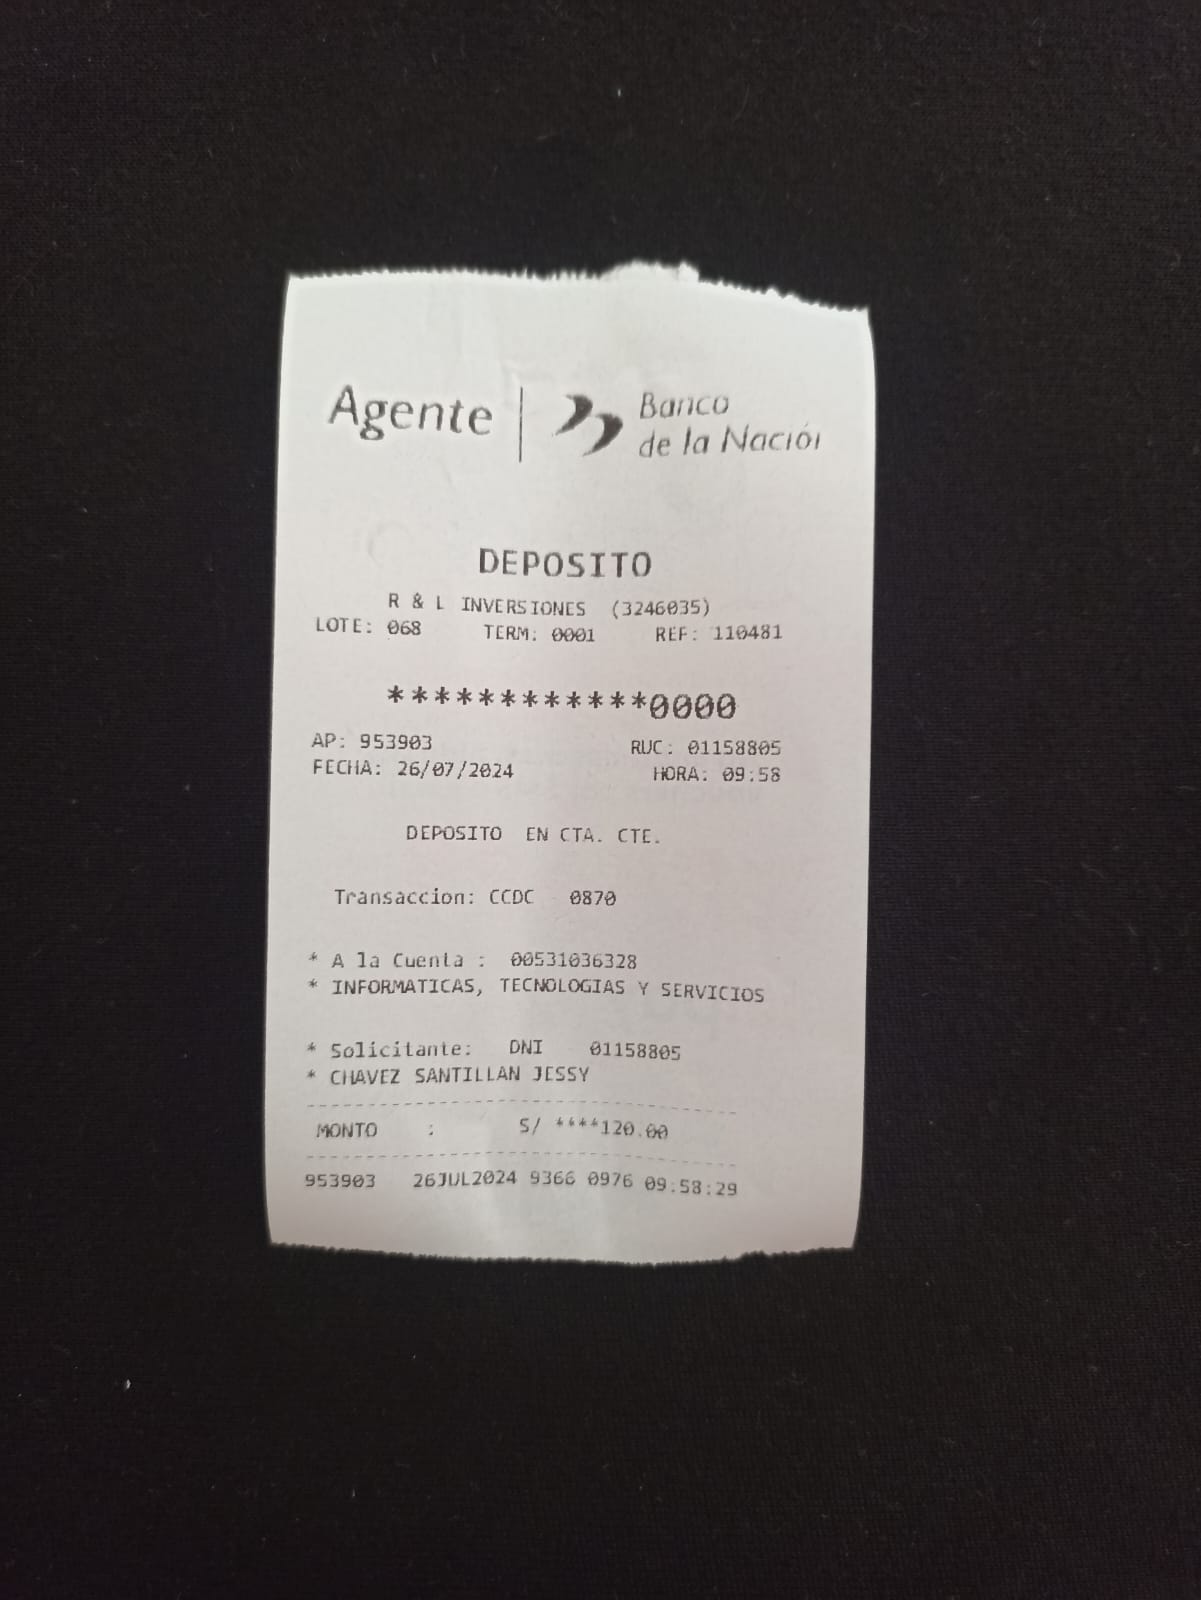 Agente | Banco
de la Nación
DEPOSITO
R & L INVERSIONES (3246035)
LOTE: 068 TERM: 0001 REF: 110481
************0000
AP: 953903 RUC: 01158805
FECHA: 26/07/2024 HORA: 09:58
DEPOSITO EN CTA. CTE.
Transaccion: CCDC 0870
* A la Cuenta : 00531036328
* INFORMATICAS, TECNOLOGIAS Y SERVICIOS
* Solicitante: DNI 01158805
* CHAVEZ SANTILLAN JESSY
MONTO : S/ ****120.00
953903 26JUL2024 9366 0976 09:58:29